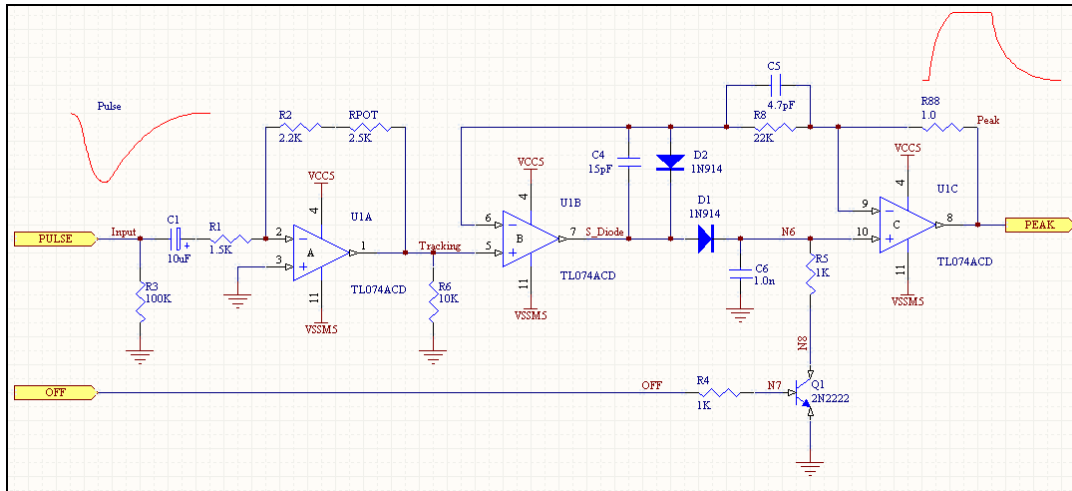 C5
4.7pF
R88
1.0
Peak
Pulse
R2
2.2K
RPOT
2.5K
R8
22K
VCC5
4
VCC5
4
C4
15pF
D2
1N914
VCC5
4
U1C
U1A
U1B
D1
1N914
PULSE
Input
C1
10uF
+
R1
1.5K
2
-
A
3
+
1
Tracking
6
-
B
5
+
7
S_Diode
N6
9
-
C
10
+
8
PEAK
TL074ACD
TL074ACD
TL074ACD
R3
100K
11
VSSM5
R6
10K
11
VSSM5
C6
1.0n
R5
1K
11
VSSM5
N8
OFF
OFF
R4
1K
N7
Q1
2N2222